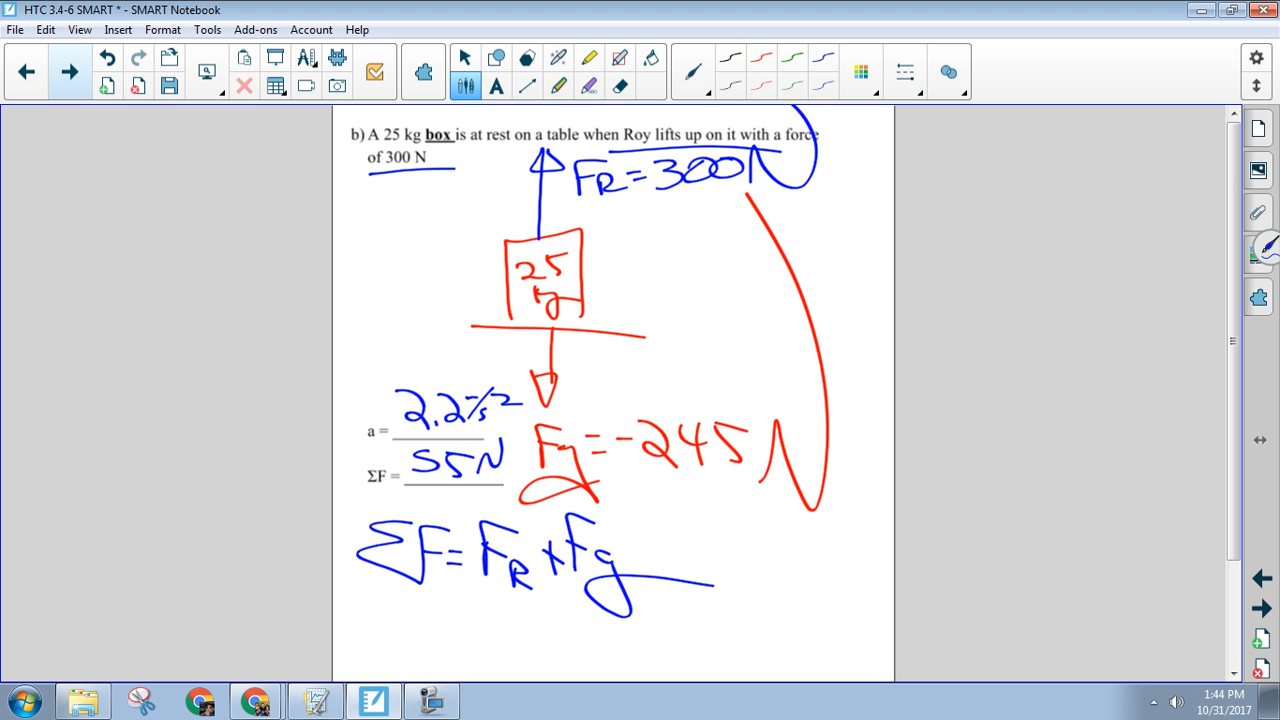 HTC 3.4-6 SMART * - SMART Notebook
File Edit View Insert Format Tools Add-ons Account Help
b) A 25 kg box is at rest on a table when Roy lifts up on it with a force
of 300 N
FR = 300N
25
kg
2.2 m/s2
a =
Fg = -245 N
55N
ΣF =
ΣF = FR + Fg
1:44 PM
10/31/2017